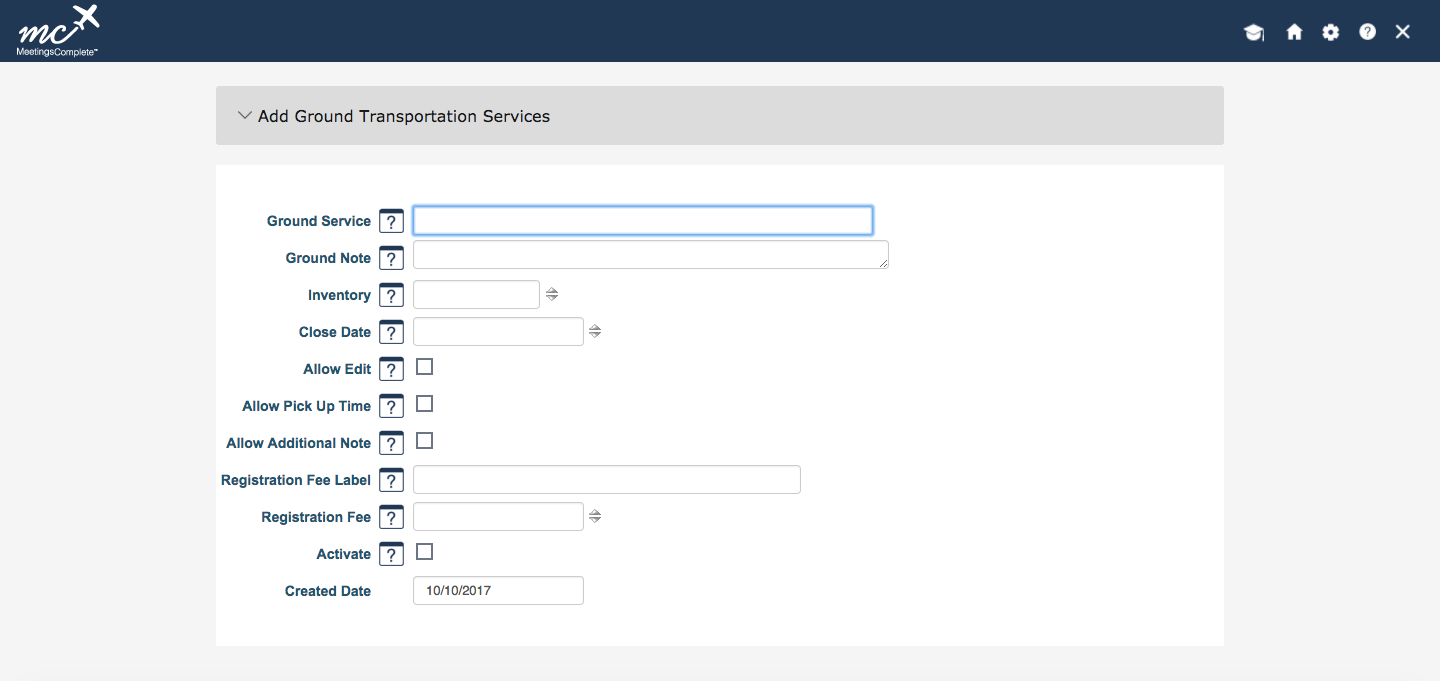 mc
MeetingsComplete™
?
Add Ground Transportation Services
Ground Service ?
Ground Note ?
Inventory ?
Close Date ?
Allow Edit ?
Allow Pick Up Time ?
Allow Additional Note ?
Registration Fee Label ?
Registration Fee ?
Activate ?
Created Date 10/10/2017